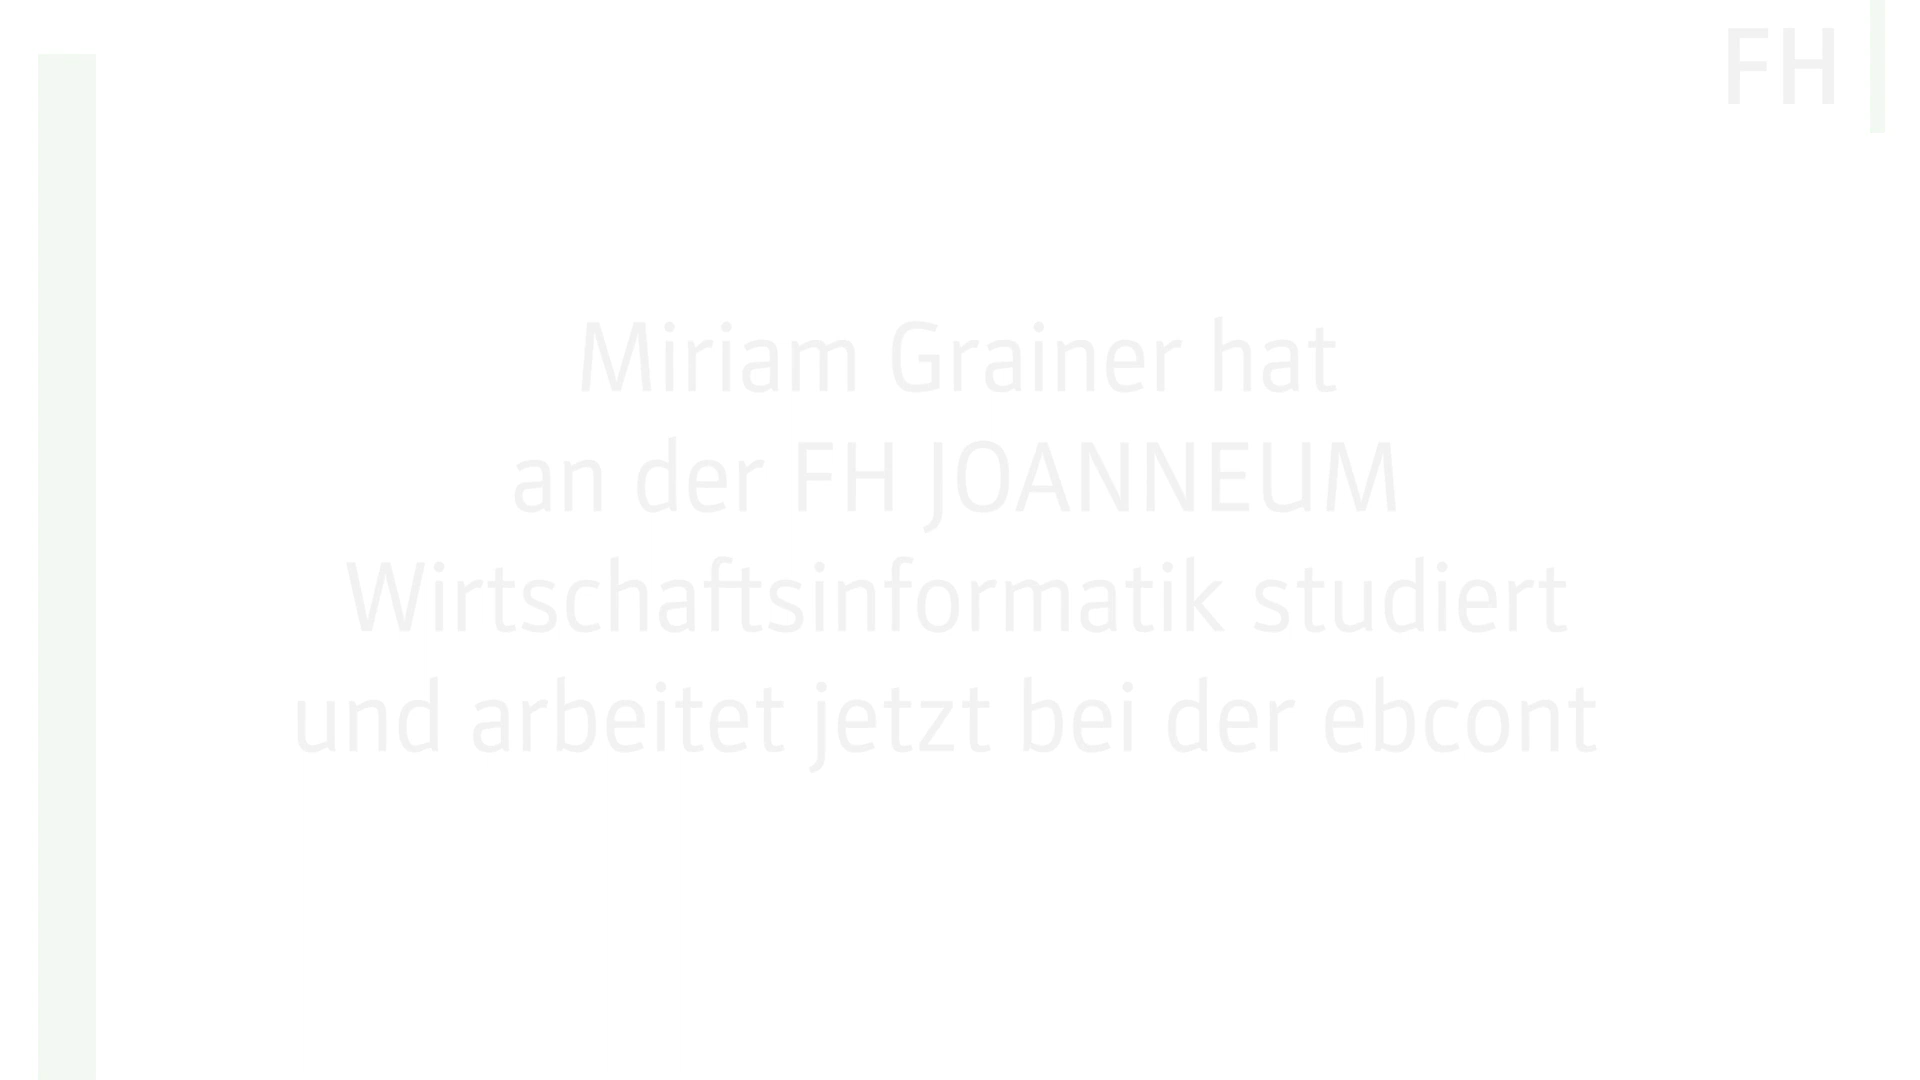 FH
Miriam Grainer hat
an der FH JOANNEUM
Wirtschaftsinformatik studiert
und arbeitet jetzt bei der ebcont